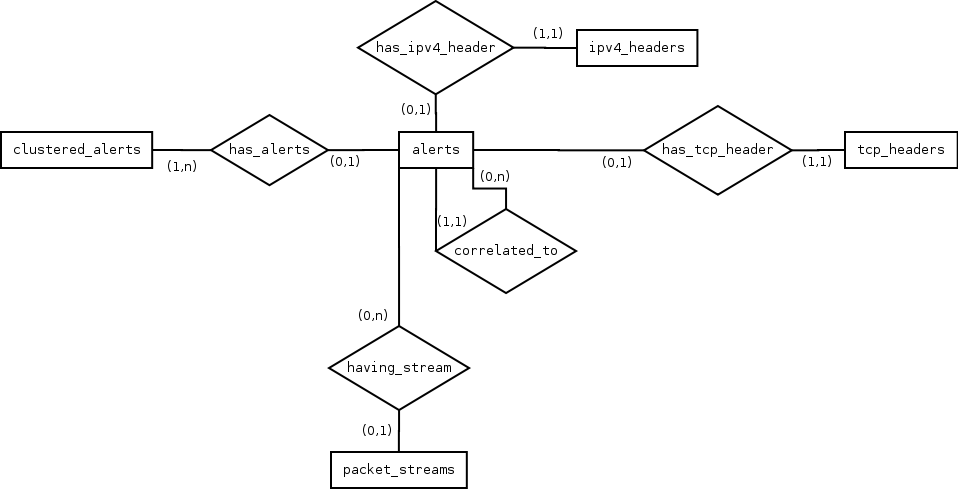 has_ipv4_header
(1,1)
ipv4_headers
(0,1)
clustered_alerts
(1,n)
has_alerts
(0,1)
alerts
(0,1)
has_tcp_header
(1,1)
tcp_headers
(0,n)
(1,1)
correlated_to
(0,n)
having_stream
(0,1)
packet_streams